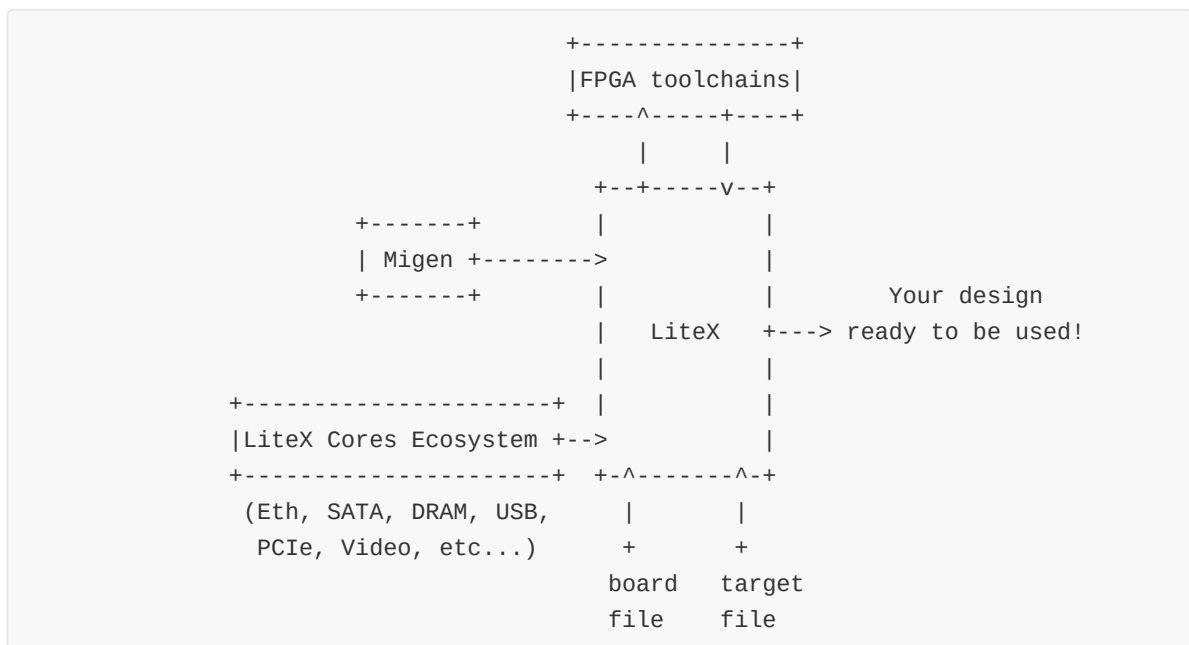 +---------------+
|FPGA toolchains|
+----^-----+----+
|     |
+--+-----v--+
+-------+        |           |
| Migen +-------->           |
+-------+        |           |        Your design
|   LiteX   +---> ready to be used!
|           |
+----------------------+  |           |
|LiteX Cores Ecosystem +-->           |
+----------------------+  +-^-------^-+
(Eth, SATA, DRAM, USB,     |       |
PCIe, Video, etc...)      +       +
board   target
file    file